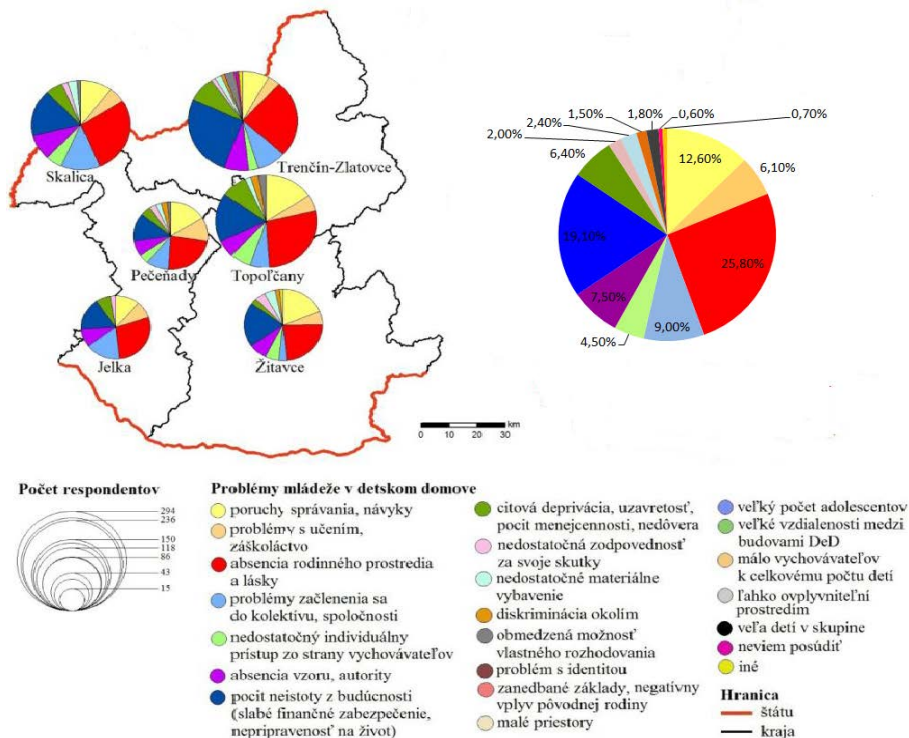 Skalica
Trenčín-Zlatovce
Pečeňady
Topoľčany
Jelka
Žitavce
km
0 10 20 30
1,50%
1,80%
0,60%
0,70%
2,40%
2,00%
6,40%
12,60%
6,10%
19,10%
25,80%
7,50%
4,50%
9,00%
Počet respondentov
294
236
150
118
86
43
15
Problémy mládeže v detskom domove
poruchy správania, návyky
problémy s učením,
záškoláctvo
absencia rodinného prostredia
a lásky
problémy začlenenia sa
do kolektívu, spoločnosti
nedostatočný individuálny
prístup zo strany vychovávateľov
absencia vzoru, autority
pocit neistoty z budúcnosti
(slabé finančné zabezpečenie,
nepripravenosť na život)
citová deprivácia, uzavretosť,
pocit menejcennosti, nedôvera
nedostatočná zodpovednosť
za svoje skutky
nedostatočné materiálne
vybavenie
diskriminácia okolím
obmedzená možnosť
vlastného rozhodovania
problém s identitou
zanedbané základy, negatívny
vplyv pôvodnej rodiny
malé priestory
veľký počet adolescentov
veľké vzdialenosti medzi
budovami DeD
málo vychovávateľov
k celkovému počtu detí
ľahko ovplyvniteľní
prostredím
veľa detí v skupine
neviem posúdiť
iné
Hranica
štátu
kraja